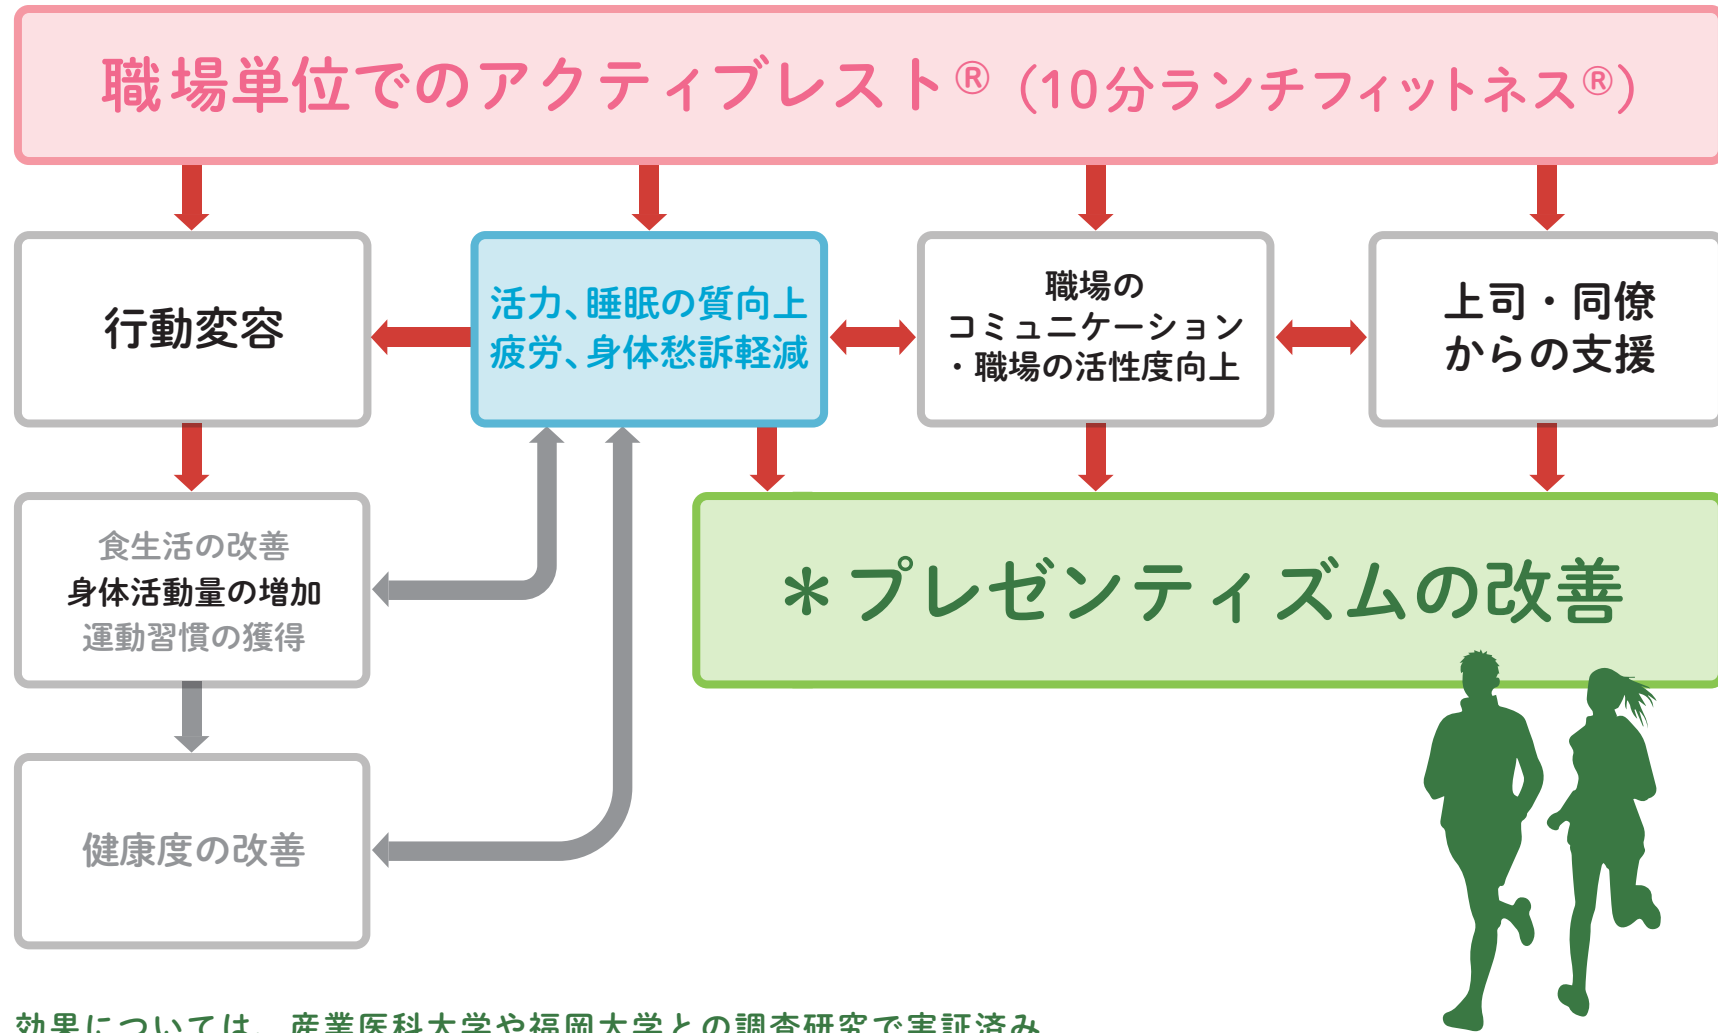 職場単位でのアクティブレスト® (10分ランチフィットネス®)
行動変容
活力、睡眠の質向上
疲労、身体愁訴軽減
職場の
コミュニケーション
・職場の活性度向上
上司・同僚
からの支援
食生活の改善
身体活動量の増加
運動習慣の獲得
＊プレゼンティズムの改善
健康度の改善
効果については、産業医科大学や福岡大学との調査研究で実証済み